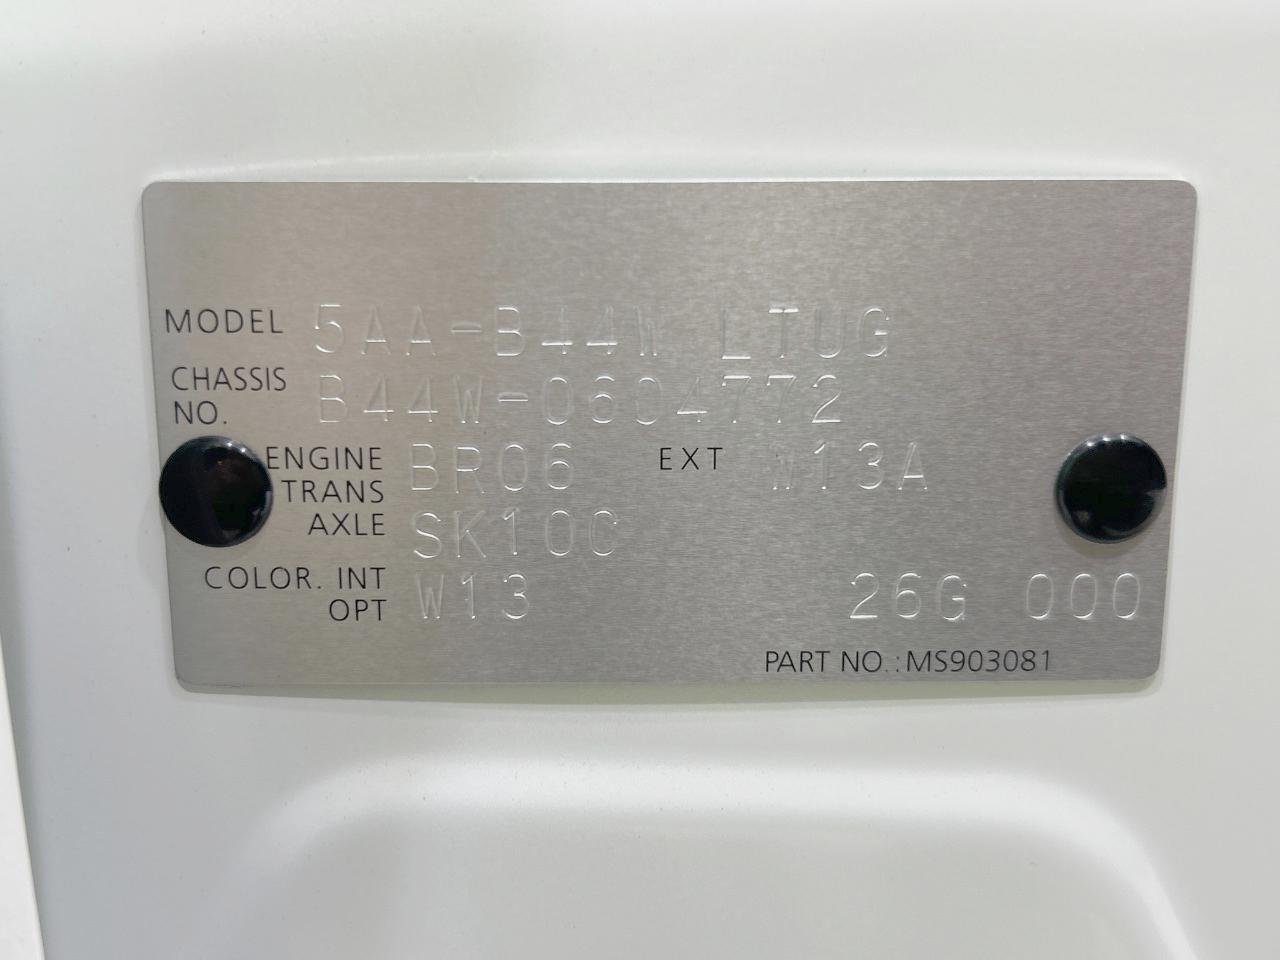 MODEL 5AA-B44W LTUG
CHASSIS NO. B44W-0604772
ENGINE BR06 EXT W13A
TRANS AXLE SK10C
COLOR. INT OPT W13 26G 000
PART NO.:MS903081